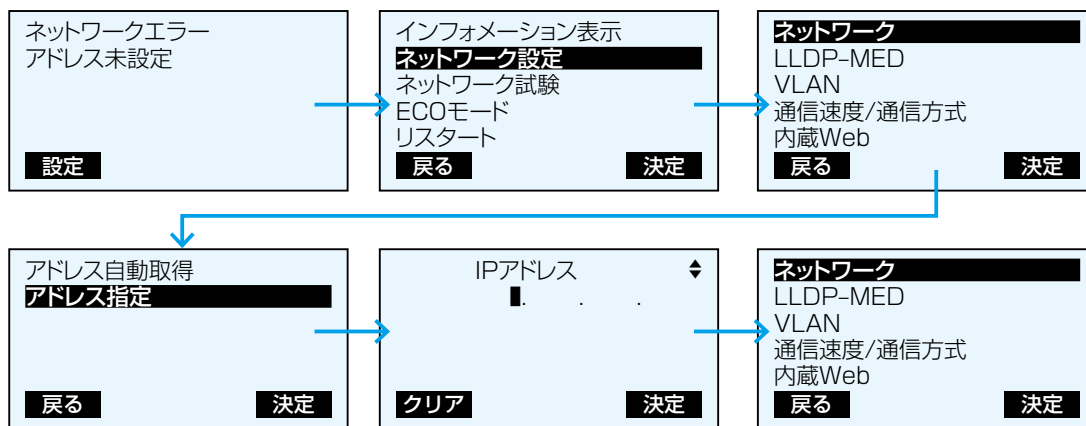 ネットワークエラー
アドレス未設定
設定
インフォメーション表示
ネットワーク設定
ネットワーク試験
ECOモード
リスタート
戻る 決定
ネットワーク
LLDP-MED
VLAN
通信速度/通信方式
内蔵Web
戻る 決定
アドレス自動取得
アドレス指定
戻る 決定
IPアドレス
. . .
クリア 決定
ネットワーク
LLDP-MED
VLAN
通信速度/通信方式
内蔵Web
戻る 決定